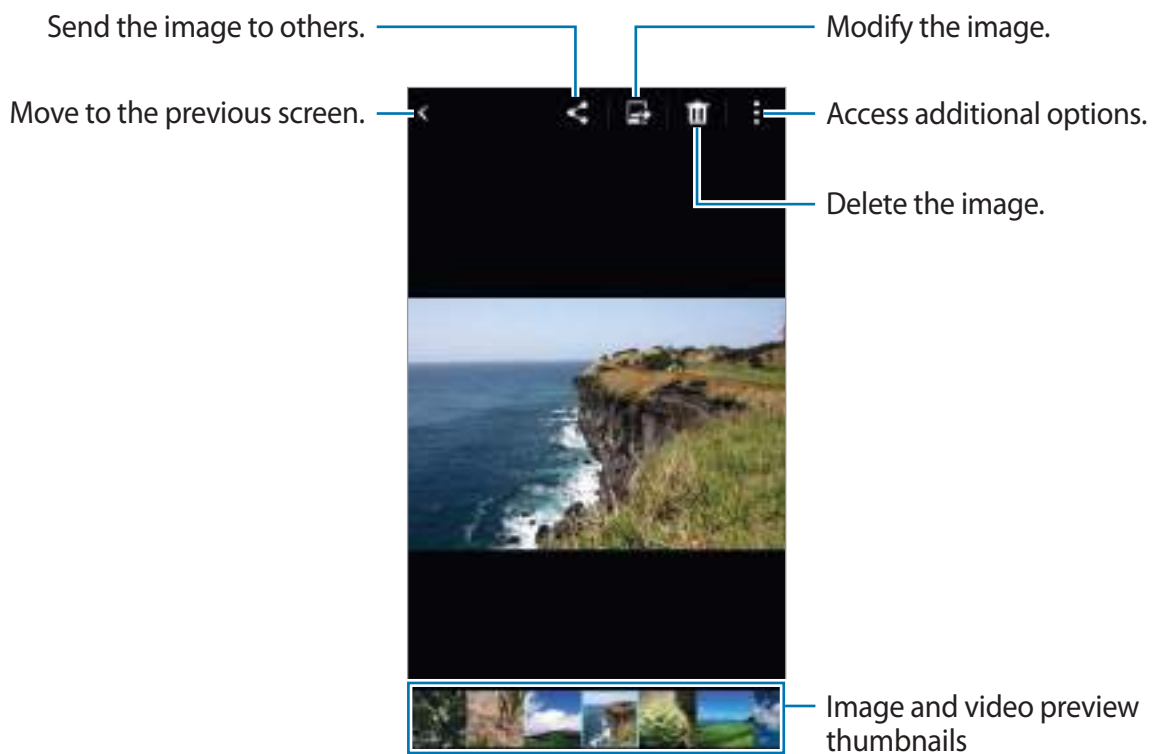 Send the image to others.
Modify the image.
Move to the previous screen.
Access additional options.
Delete the image.
Image and video preview
thumbnails